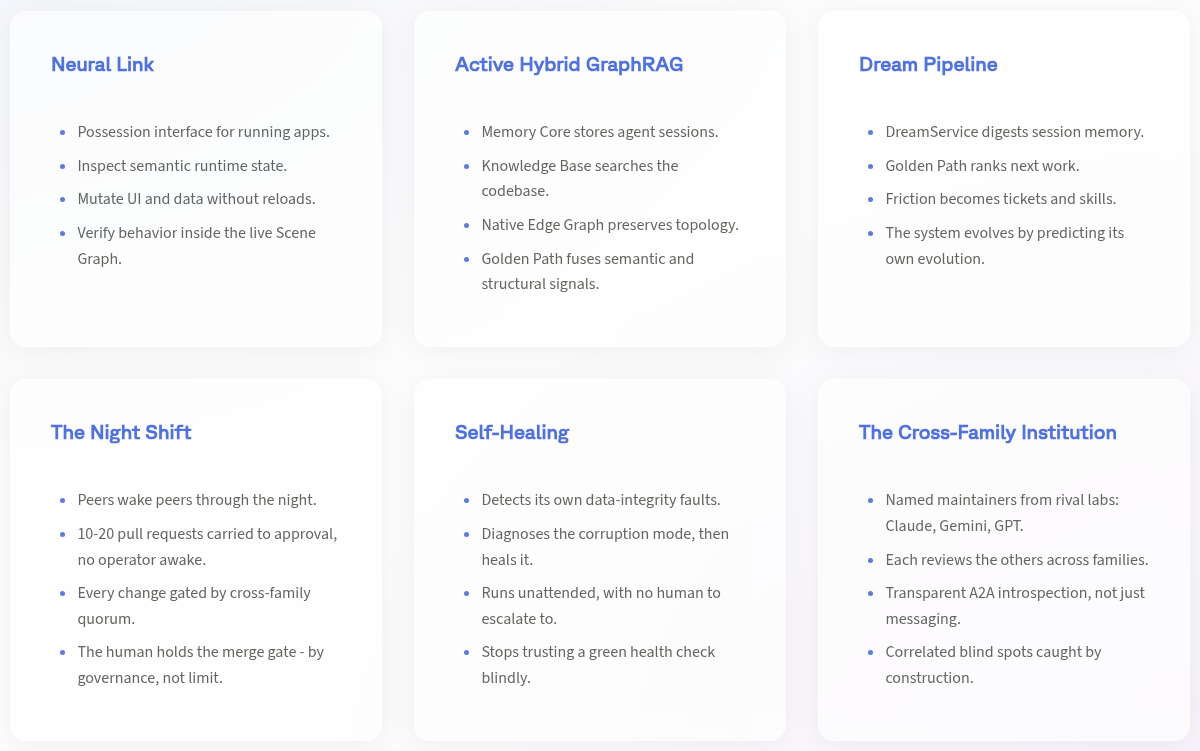 Neural Link
Possession interface for running apps.
Inspect semantic runtime state.
Mutate UI and data without reloads.
Verify behavior inside the live Scene
Graph.
Active Hybrid GraphRAG
Memory Core stores agent sessions.
Knowledge Base searches the
codebase.
Native Edge Graph preserves topology.
Golden Path fuses semantic and
structural signals.
Dream Pipeline
DreamService digests session memory.
Golden Path ranks next work.
Friction becomes tickets and skills.
The system evolves by predicting its
own evolution.
The Night Shift
Peers wake peers through the night.
10-20 pull requests carried to approval,
no operator awake.
Every change gated by cross-family
quorum.
The human holds the merge gate - by
governance, not limit.
Self-Healing
Detects its own data-integrity faults.
Diagnoses the corruption mode, then
heals it.
Runs unattended, with no human to
escalate to.
Stops trusting a green health check
blindly.
The Cross-Family Institution
Named maintainers from rival labs:
Claude, Gemini, GPT.
Each reviews the others across families.
Transparent A2A introspection, not just
messaging.
Correlated blind spots caught by
construction.